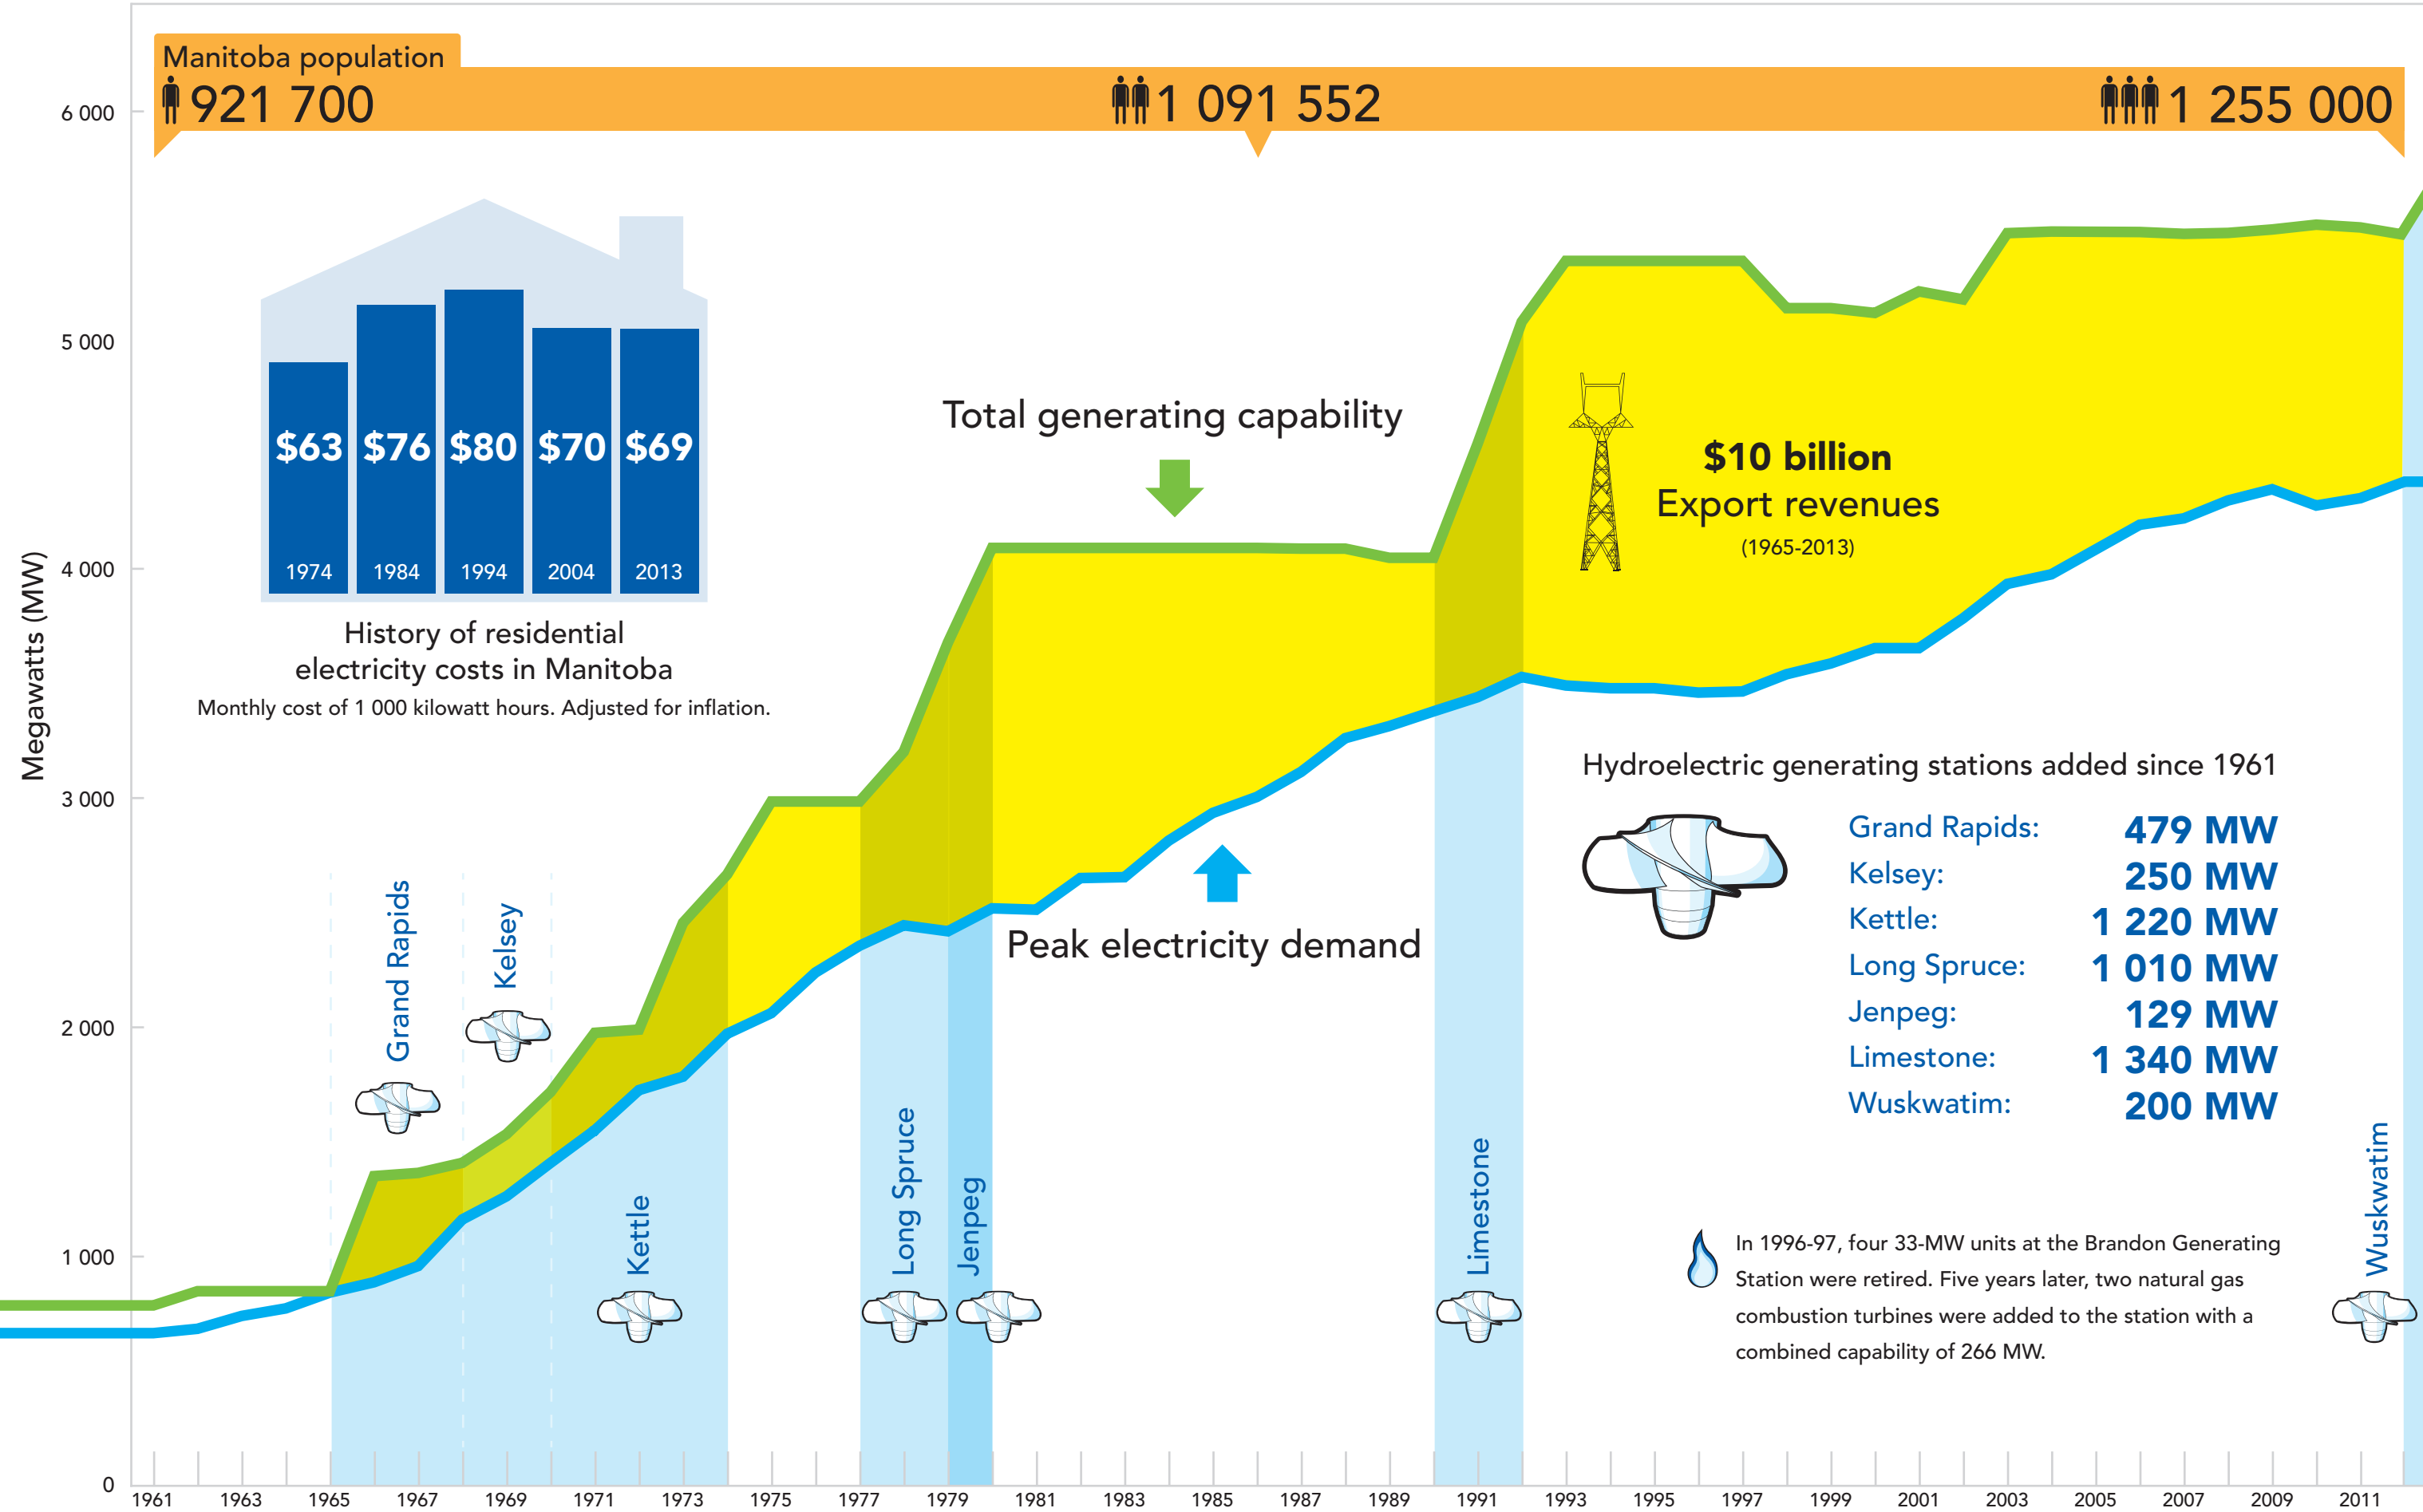 Manitoba population
921 700
1 091 552
1 255 000
6 000
5 000
4 000
3 000
2 000
1 000
0
Megawatts (MW)
$63
$76
$80
$70
$69
1974
1984
1994
2004
2013
History of residential
electricity costs in Manitoba
Monthly cost of 1 000 kilowatt hours. Adjusted for inflation.
Total generating capability
Peak electricity demand
$10 billion
Export revenues
(1965-2013)
Hydroelectric generating stations added since 1961
Grand Rapids: 479 MW
Kelsey: 250 MW
Kettle: 1 220 MW
Long Spruce: 1 010 MW
Jenpeg: 129 MW
Limestone: 1 340 MW
Wuskwatim: 200 MW
Grand Rapids
Kelsey
Kettle
Long Spruce
Jenpeg
Limestone
Wuskwatim
In 1996-97, four 33-MW units at the Brandon Generating
Station were retired. Five years later, two natural gas
combustion turbines were added to the station with a
combined capability of 266 MW.
1961 1963 1965 1967 1969 1971 1973 1975 1977 1979 1981 1983 1985 1987 1989 1991 1993 1995 1997 1999 2001 2003 2005 2007 2009 2011